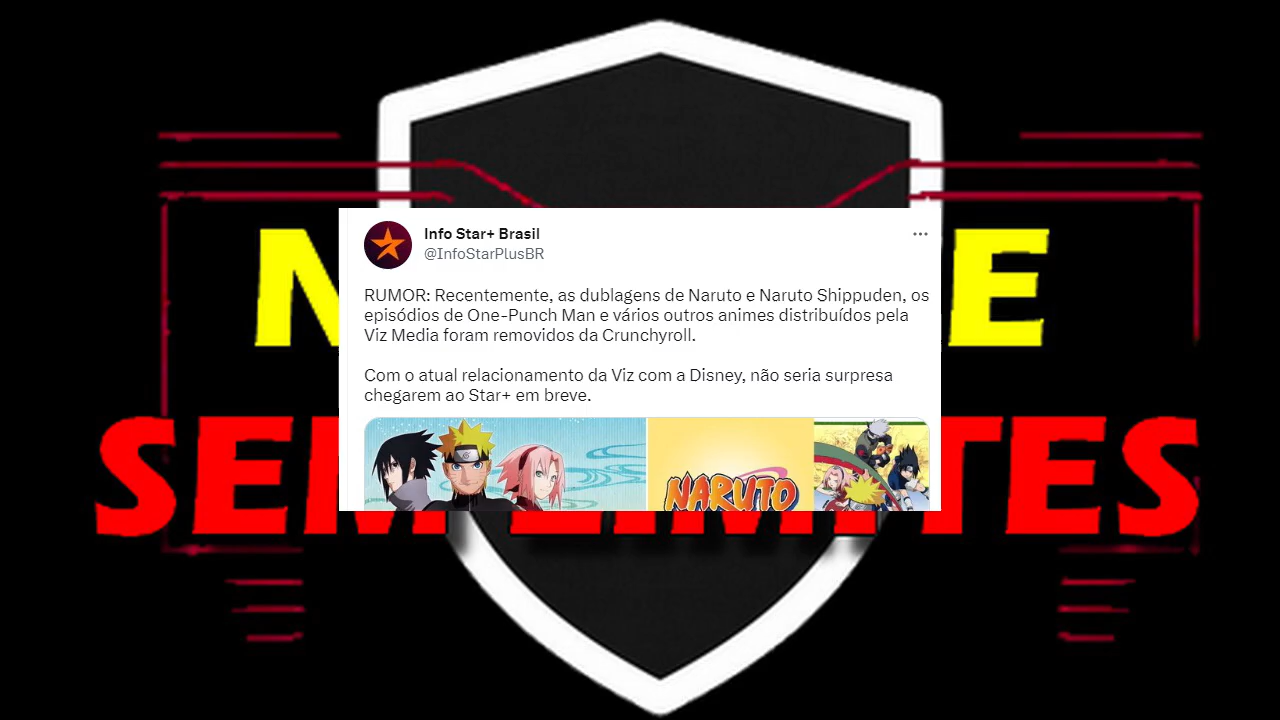 Info Star+ Brasil
@InfoStarPlusBR
RUMOR: Recentemente, as dublagens de Naruto e Naruto Shippuden, os
episódios de One-Punch Man e vários outros animes distribuídos pela
Viz Media foram removidos da Crunchyroll.
Com o atual relacionamento da Viz com a Disney, não seria surpresa
chegarem ao Star+ em breve.
NARUTO
SEM LIMITES